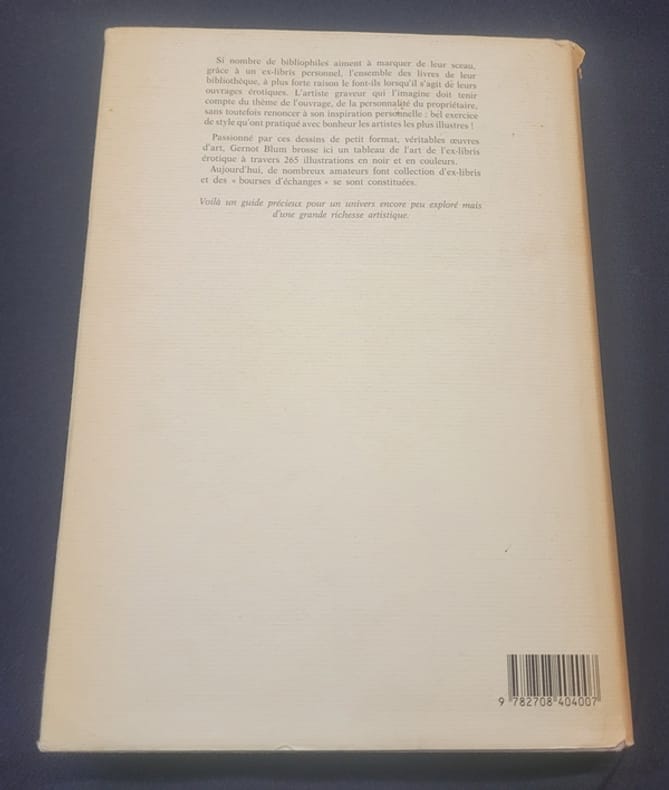 Si nombre de bibliophiles aiment à marquer de leur sceau,
grâce à un ex-libris personnel, l'ensemble des livres de leur
bibliothèque, à plus forte raison le font-ils lorsqu'il s'agit de leurs
ouvrages érotiques. L'artiste graveur qui l'imagine doit tenir
compte du thème de l'ouvrage, de la personnalité du propriétaire,
sans toutefois renoncer à son inspiration personnelle : bel exercice
de style qu'ont pratiqué avec bonheur les artistes les plus illustres !
Passionné par ces dessins de petit format, véritables œuvres
d'art, Gernot Blum brosse ici un tableau de l'art de l'ex-libris
érotique à travers 265 illustrations en noir et en couleurs.
Aujourd'hui, de nombreux amateurs font collection d'ex-libris
et des « bourses d'échanges » se sont constituées.
Voilà un guide précieux pour un univers encore peu exploré mais
d'une grande richesse artistique.
9 782708 404007